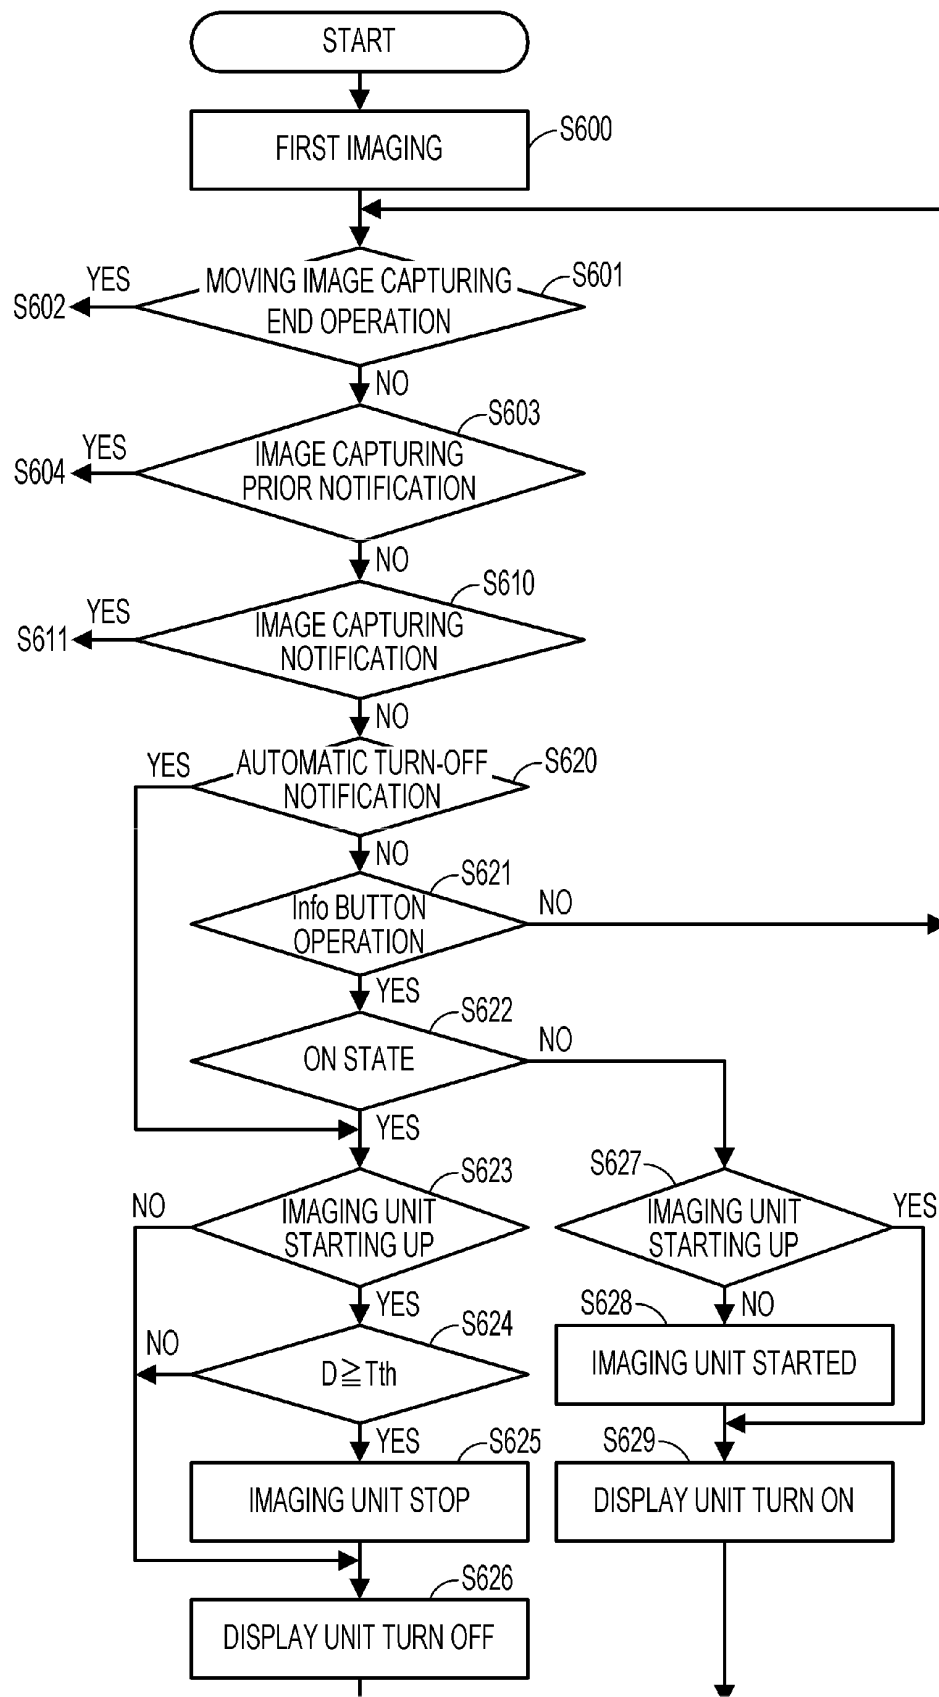 START
FIRST IMAGING
S600
MOVING IMAGE CAPTURING
END OPERATION
S601
YES
S602
NO
S603
IMAGE CAPTURING
PRIOR NOTIFICATION
YES
S604
NO
S610
IMAGE CAPTURING
NOTIFICATION
YES
S611
NO
AUTOMATIC TURN-OFF
NOTIFICATION
S620
YES
NO
S621
Info BUTTON
OPERATION
NO
YES
S622
ON STATE
NO
YES
S623
IMAGING UNIT
STARTING UP
NO
YES
S627
IMAGING UNIT
STARTING UP
YES
NO
S624
D≧Tth
NO
YES
S628
IMAGING UNIT STARTED
S625
IMAGING UNIT STOP
S629
DISPLAY UNIT TURN ON
S626
DISPLAY UNIT TURN OFF